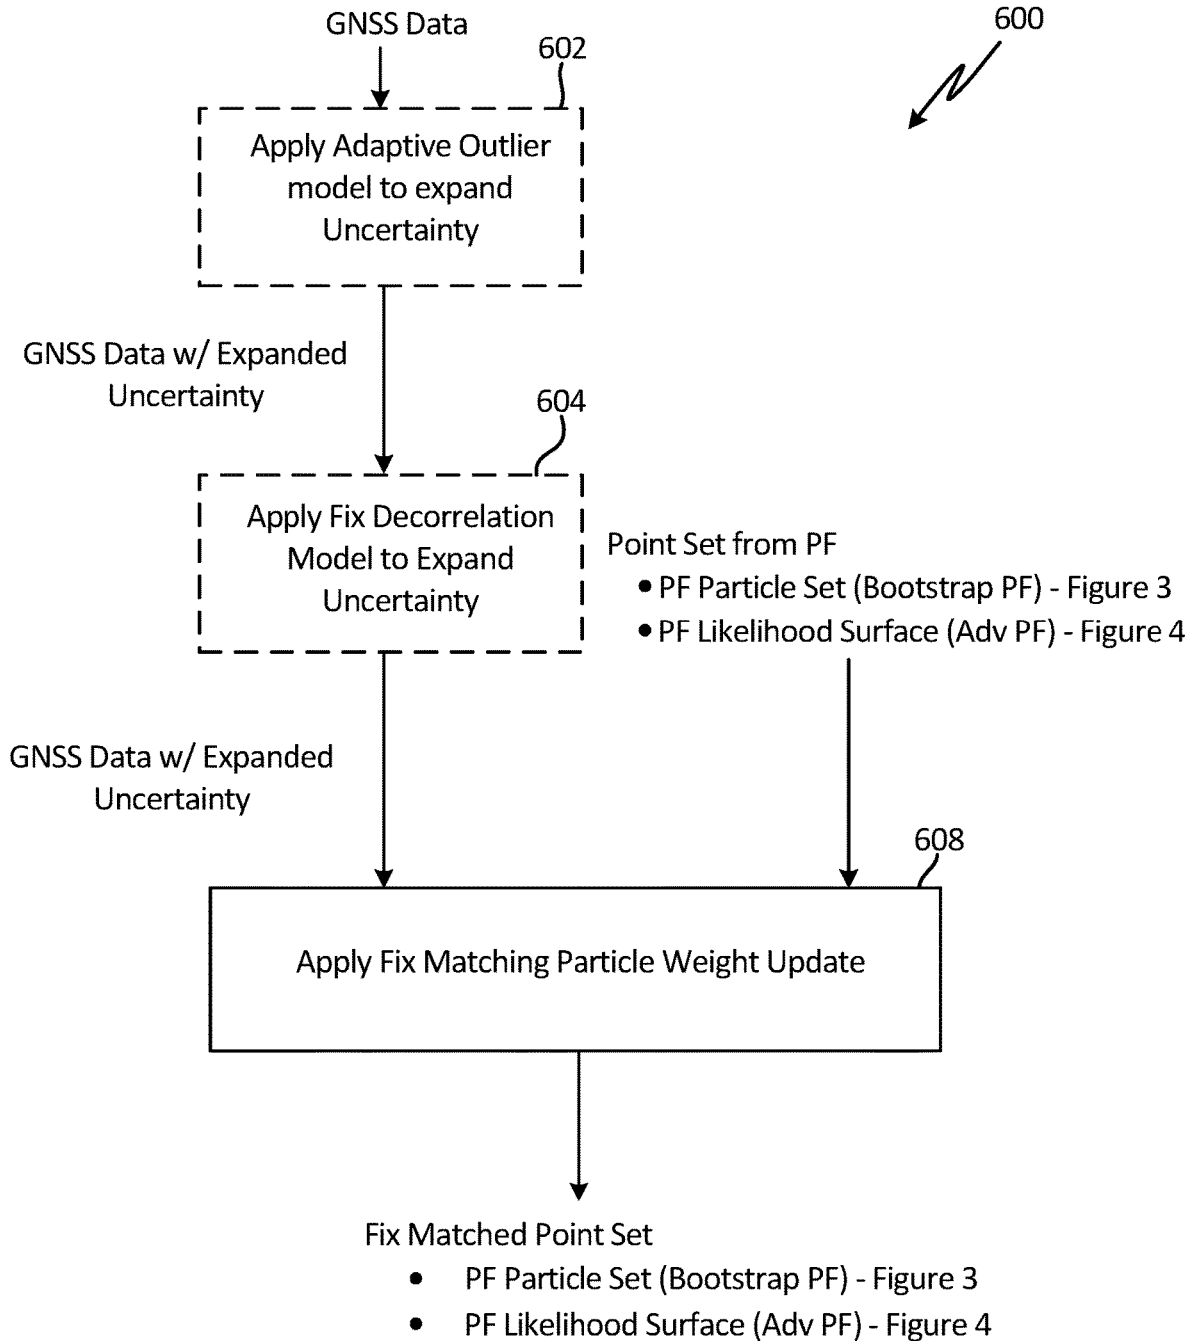 GNSS Data
600
602
Apply Adaptive Outlier
model to expand
Uncertainty
GNSS Data w/ Expanded
Uncertainty
604
Apply Fix Decorrelation
Model to Expand
Uncertainty
Point Set from PF
• PF Particle Set (Bootstrap PF) - Figure 3
• PF Likelihood Surface (Adv PF) - Figure 4
GNSS Data w/ Expanded
Uncertainty
608
Apply Fix Matching Particle Weight Update
Fix Matched Point Set
• PF Particle Set (Bootstrap PF) - Figure 3
• PF Likelihood Surface (Adv PF) - Figure 4